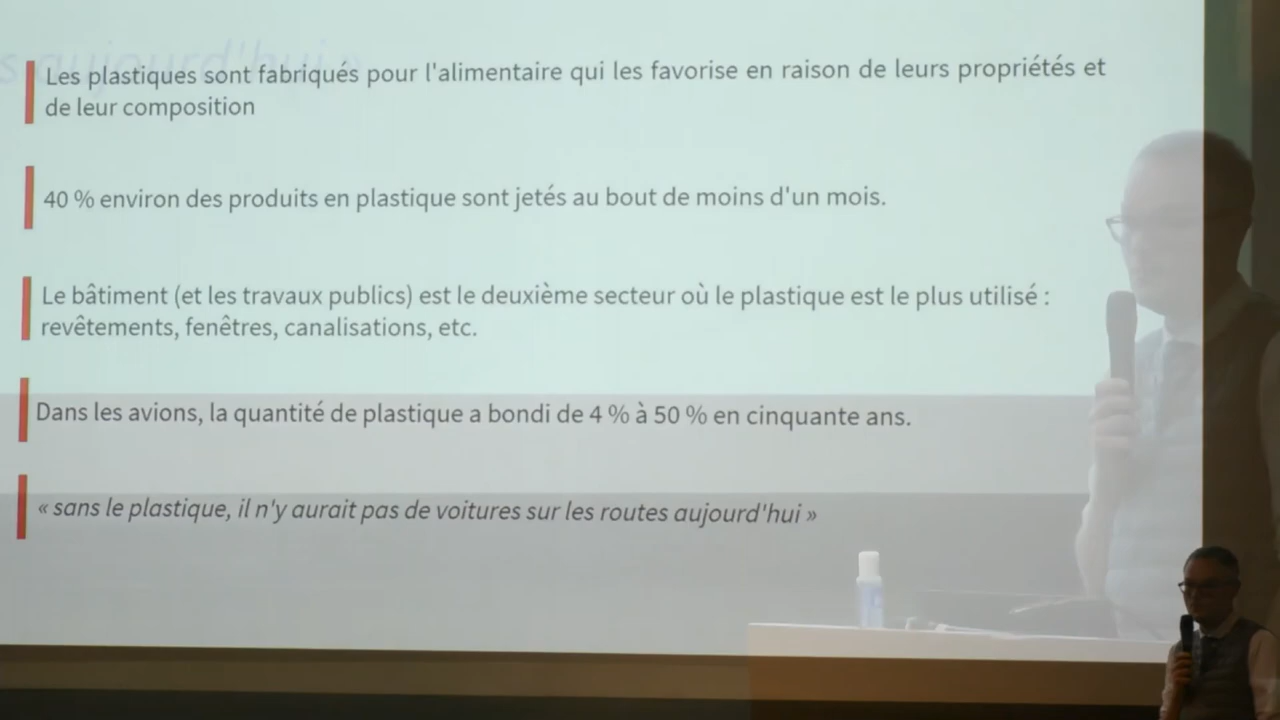 s aujourd'hui »
Les plastiques sont fabriqués pour l'alimentaire qui les favorise en raison de leurs propriétés et
de leur composition
40 % environ des produits en plastique sont jetés au bout de moins d'un mois.
Le bâtiment (et les travaux publics) est le deuxième secteur où le plastique est le plus utilisé :
revêtements, fenêtres, canalisations, etc.
Dans les avions, la quantité de plastique a bondi de 4 % à 50 % en cinquante ans.
« sans le plastique, il n'y aurait pas de voitures sur les routes aujourd'hui »